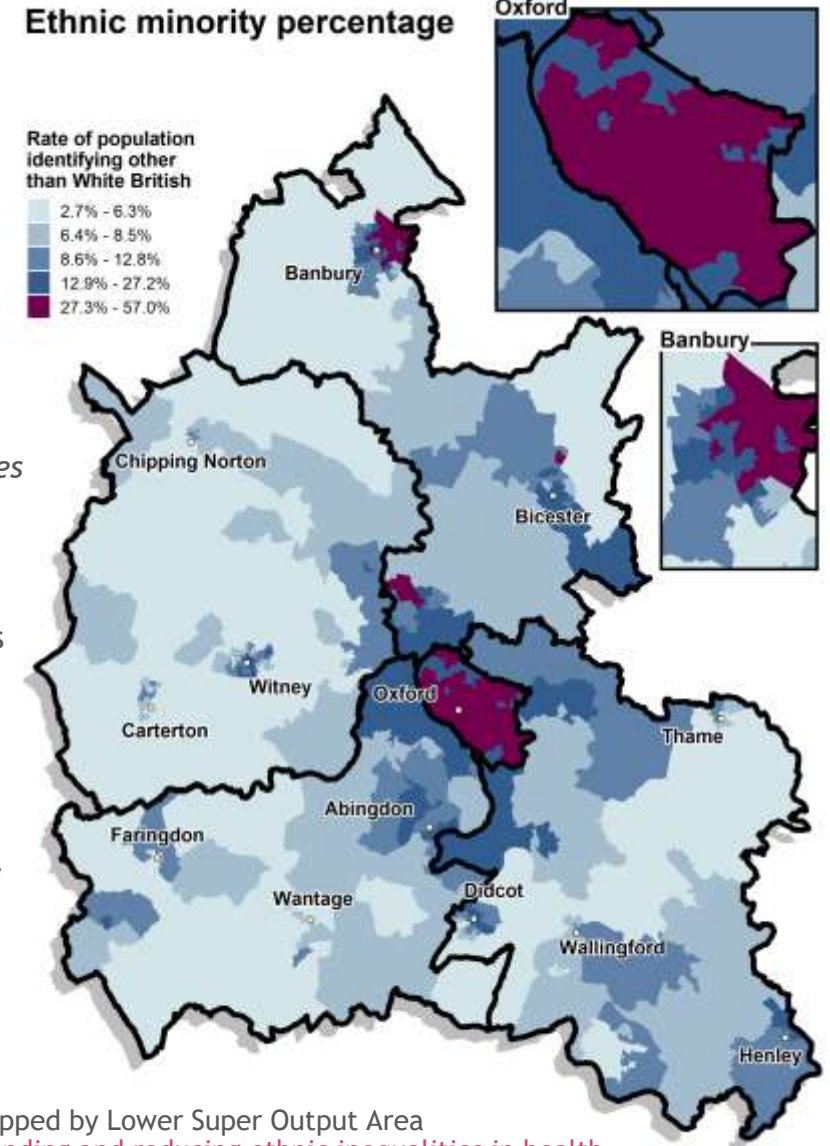 Ethnic minority percentage
Oxford
Rate of population
identifying other
than White British
2.7% - 6.3%
6.4% - 8.5%
8.6% - 12.8%
12.9% - 27.2%
27.3% - 57.0%
Banbury
Banbury
Chipping Norton
Bicester
Witney
Oxford
Carterton
Thame
Abingdon
Faringdon
Didcot
Wantage
Wallingford
Henley
pped by Lower Super Output Area